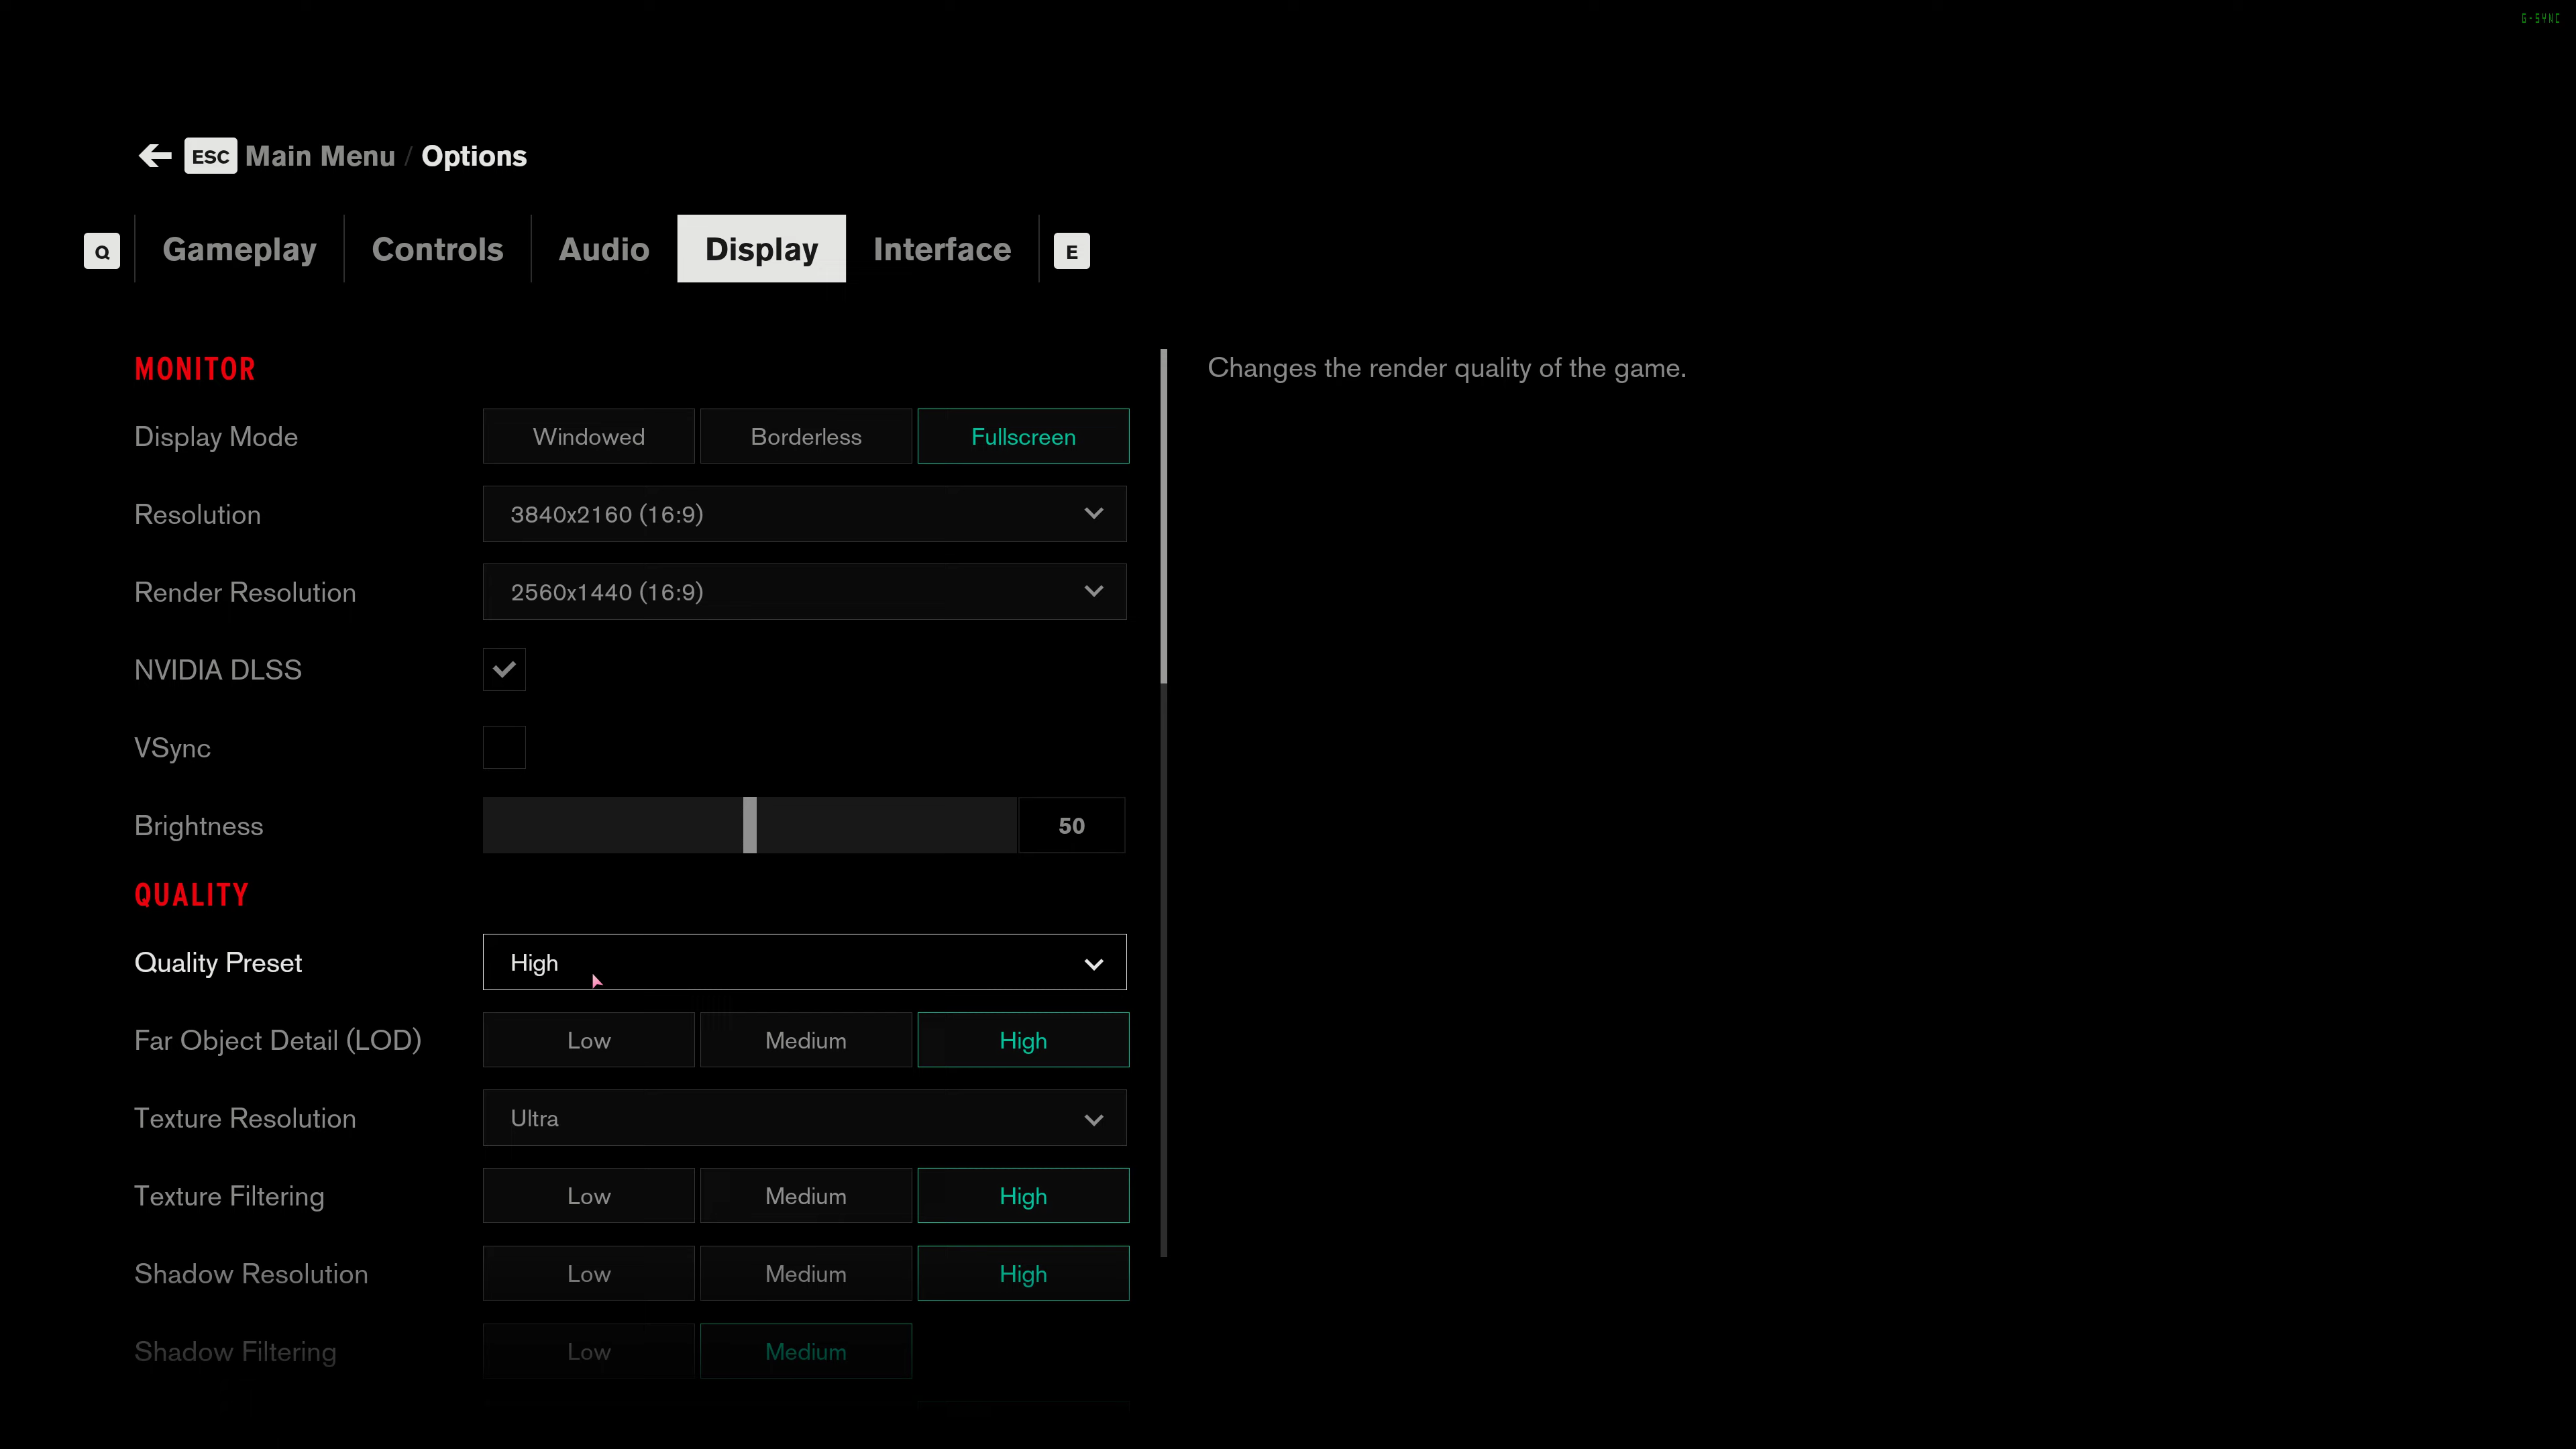 G-SYNC
ESC Main Menu / Options
Q Gameplay Controls Audio Display Interface E
MONITOR
Changes the render quality of the game.
Display Mode Windowed Borderless Fullscreen
Resolution 3840x2160 (16:9)
Render Resolution 2560x1440 (16:9)
NVIDIA DLSS
VSync
Brightness 50
QUALITY
Quality Preset High
Far Object Detail (LOD) Low Medium High
Texture Resolution Ultra
Texture Filtering Low Medium High
Shadow Resolution Low Medium High
Shadow Filtering Low Medium